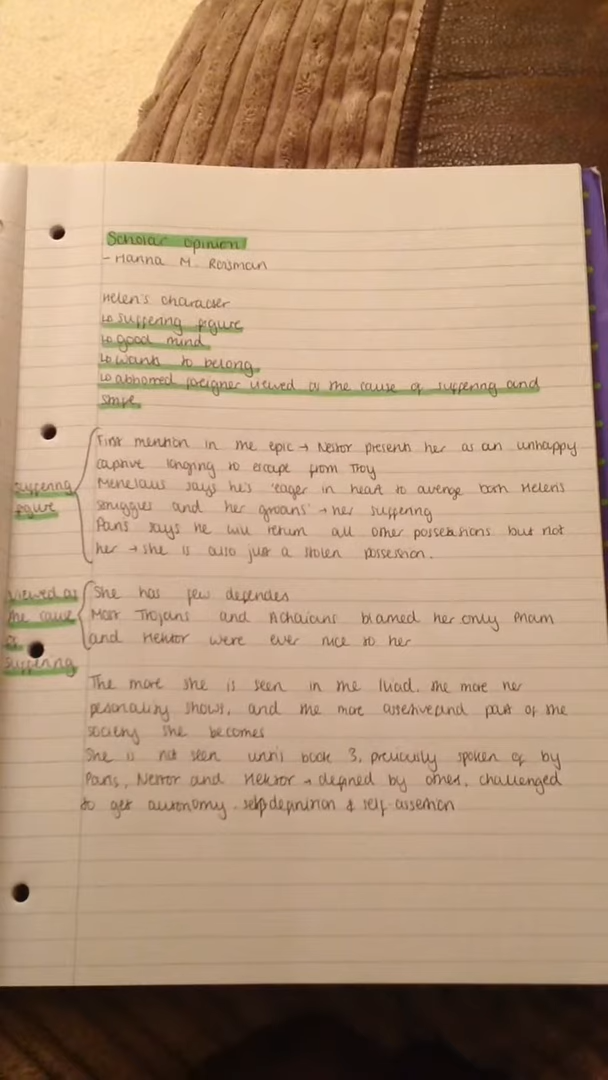 Scholar opinion
- Hanna M. Roisman
Helen's character
↳ suffering figure
↳ good mind
↳ wants to belong
↳ abhorred foreigner viewed as the cause of suffering and
strife
First mention in the epic → Nestor presents her as an unhappy
captive longing to escape from Troy
suffering
figure
Menelaus says he's 'eager in heart to avenge both Helen's
struggles and her groans' → her suffering
Paris says he will return all other possessions but not
her → she is also just a stolen possession.
viewed as
the cause
of
suffering
She has few defenders
Most Trojans and Achaians blamed her only Priam
and Hektor were ever nice to her
The more she is seen in the Iliad, the more her
personality shows, and the more assertive and part of the
society she becomes
She is not seen until book 3, previously spoken of by
Paris, Nestor and Hektor → defined by others, challenged
to get autonomy, self definition & self-assertion